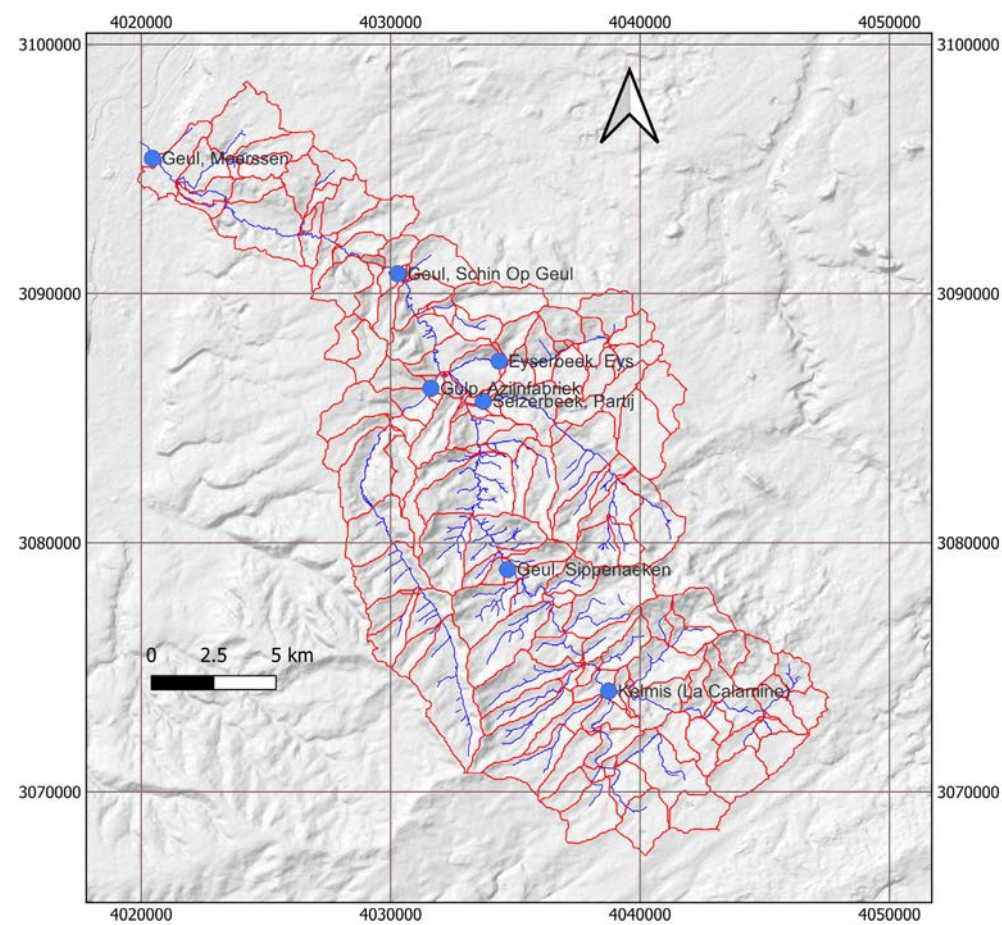 4020000 4030000 4040000 4050000
3100000 3100000
Geul, Meerssen
Geul, Schin Op Geul
3090000 3090000
Eyserbeek, Eys
Gulp, Azijnfabriek
Selzerbeek, Partij
3080000 3080000
Geul, Sippenaeken
0 2.5 5 km
Kelmis (La Calamine)
3070000 3070000
4020000 4030000 4040000 4050000